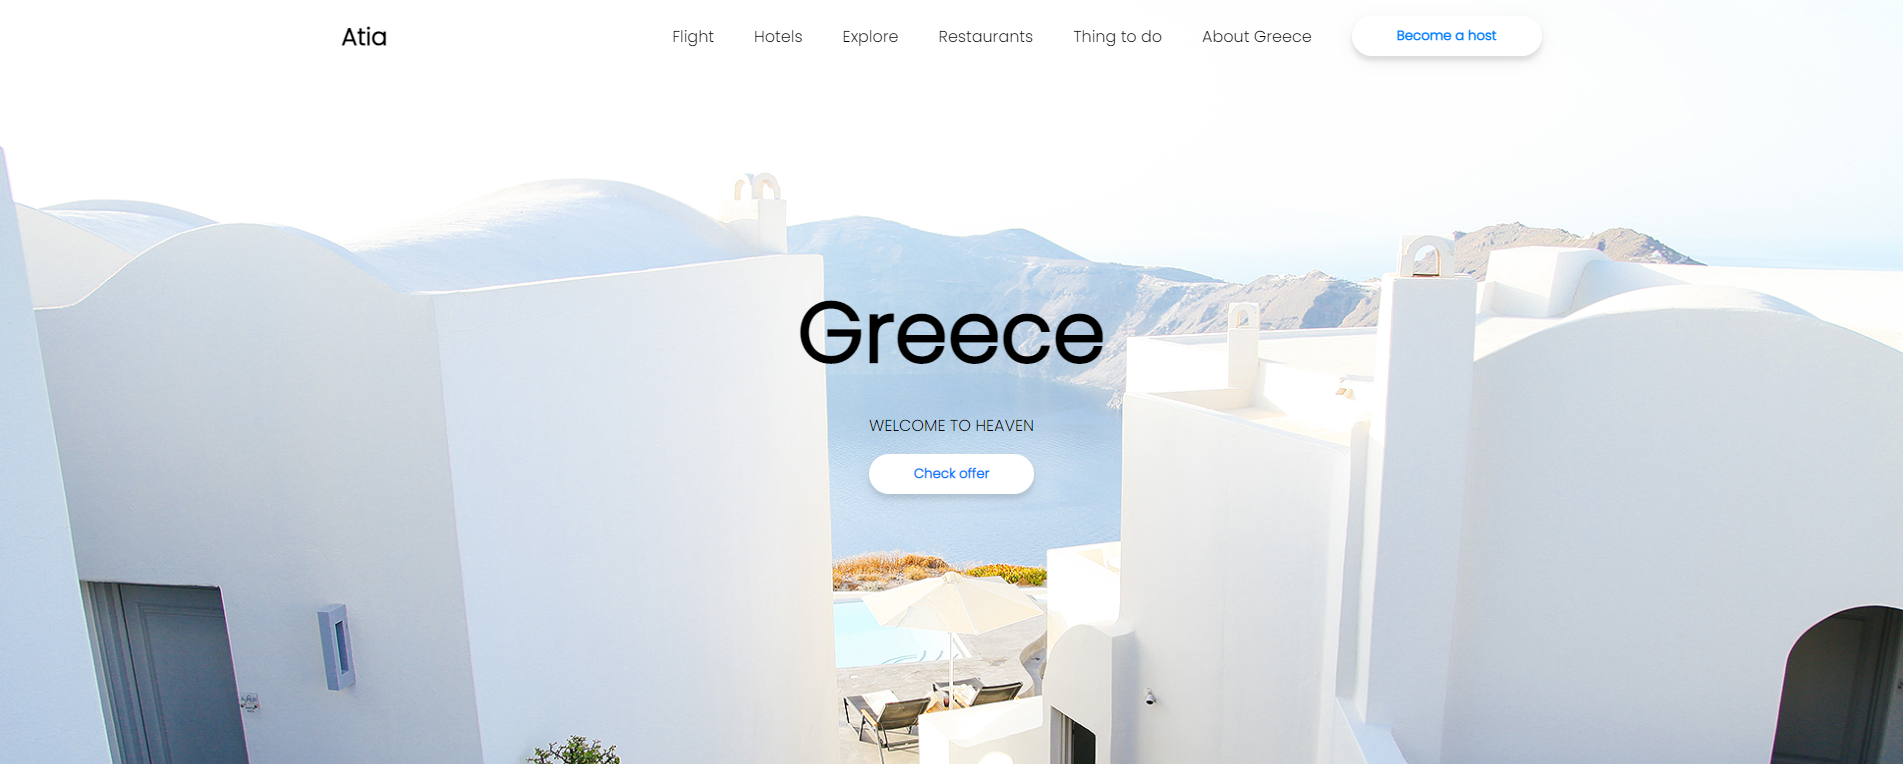 Atia
Flight Hotels Explore Restaurants Thing to do About Greece Become a host
Greece
WELCOME TO HEAVEN
Check offer